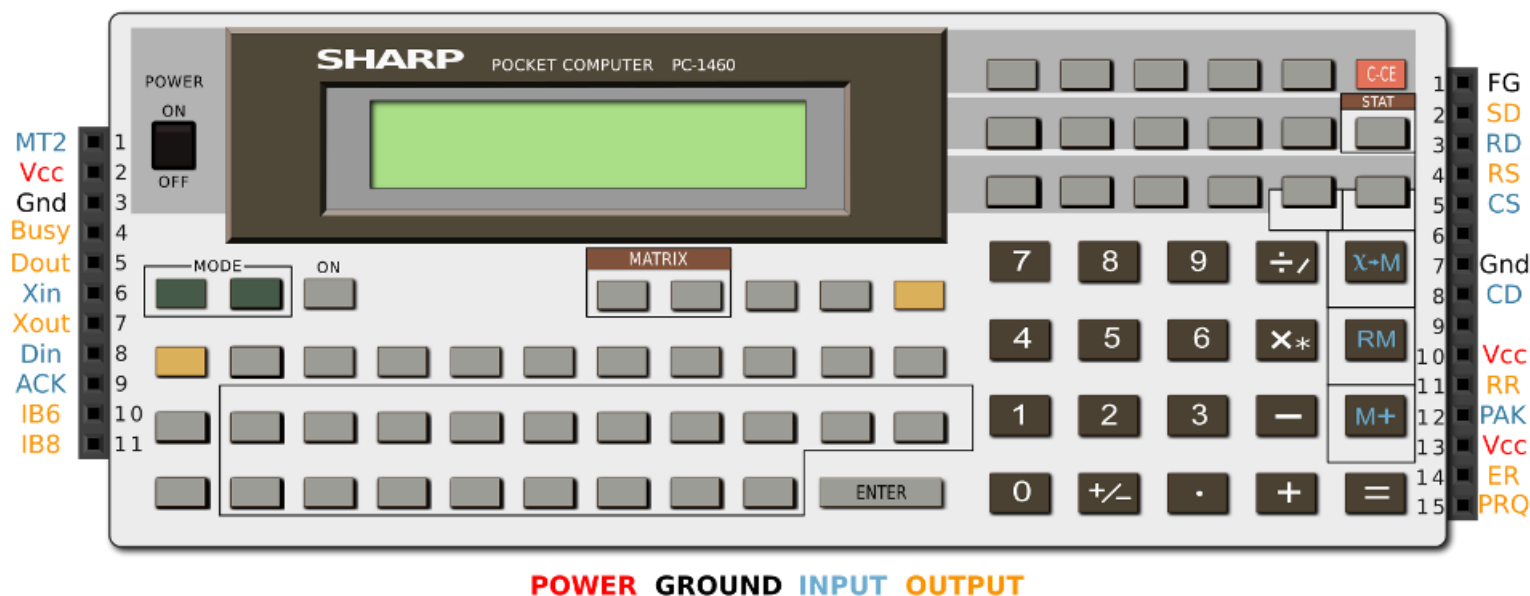 SHARP POCKET COMPUTER PC-1460
POWER
ON
OFF
C-CE
STAT
MODE
ON
MATRIX
7 8 9 ÷/ X→M
4 5 6 ×* RM
1 2 3 − M+
ENTER 0 +/− . + =
MT2 1
Vcc 2
Gnd 3
Busy 4
Dout 5
Xin 6
Xout 7
Din 8
ACK 9
IB6 10
IB8 11
1 FG
2 SD
3 RD
4 RS
5 CS
6
7 Gnd
8 CD
9
10 Vcc
11 RR
12 PAK
13 Vcc
14 ER
15 PRQ
POWER GROUND INPUT OUTPUT